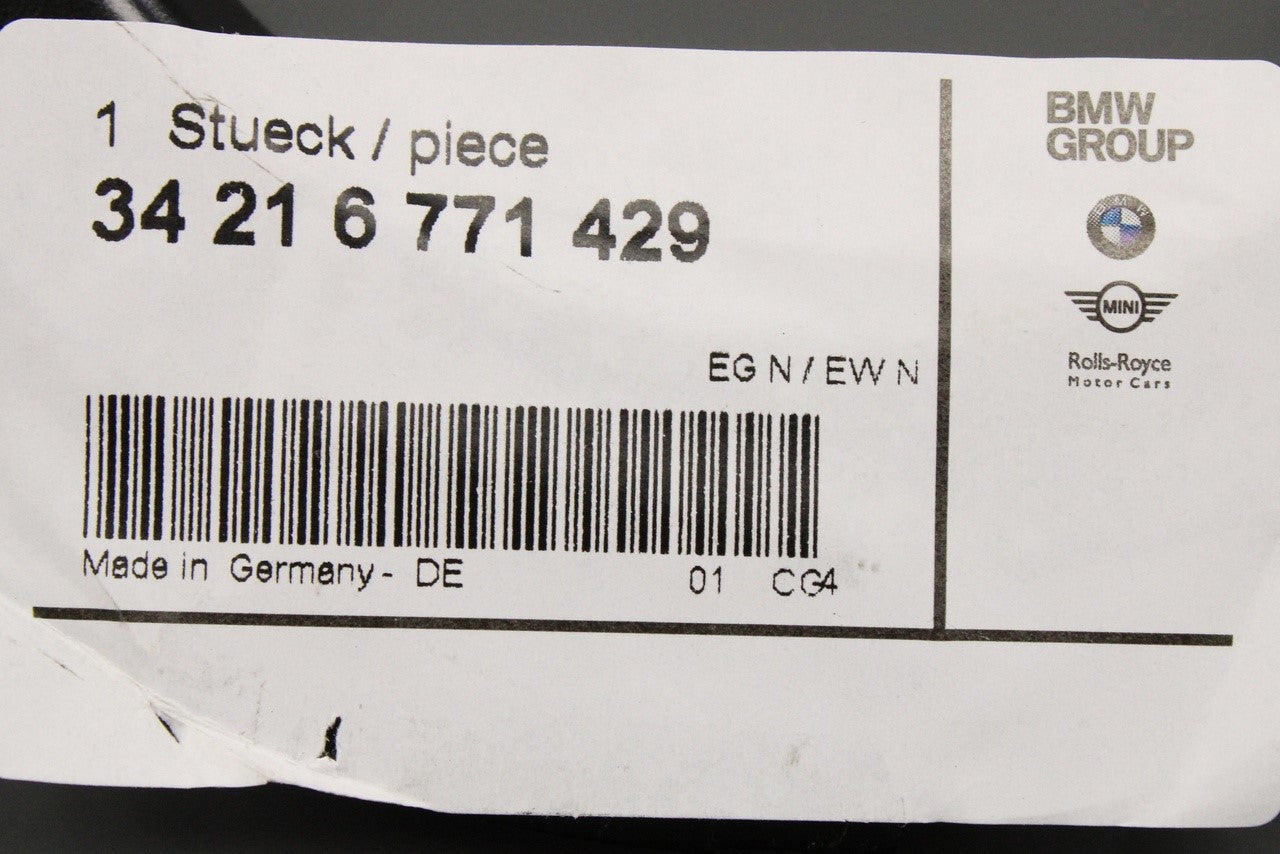 1 Stueck / piece
34 21 6 771 429
EG N / EW N
Made in Germany - DE 01 CG4
BMW
GROUP
BMW
MINI
Rolls-Royce
Motor Cars